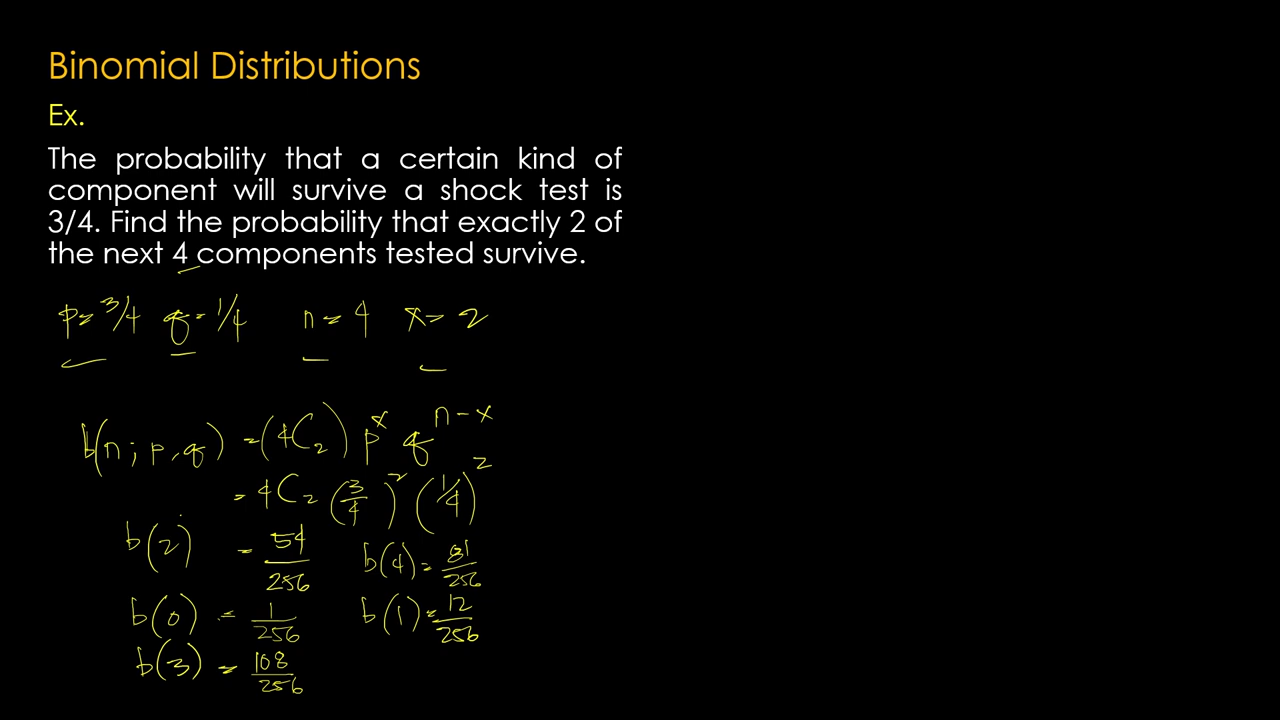 Binomial Distributions
Ex.
The probability that a certain kind of
component will survive a shock test is
3/4. Find the probability that exactly 2 of
the next 4 components tested survive.
p = 3/4 q = 1/4 n = 4 x = 2
b(n ; p, q) = (4C2) p^x q^n-x
= 4C2 (3/4)^2 (1/4)^2
b(2) = 54/256 b(4) = 81/256
b(0) = 1/256 b(1) = 12/256
b(3) = 108/256